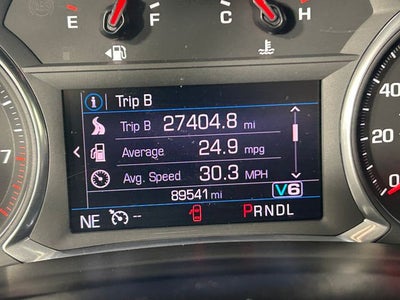 E F C H
Trip B
Trip B 27404.8 mi
Average 24.9 mpg
Avg. Speed 30.3 MPH
89541 mi V6
NE -- PRNDL
7
40
20
0